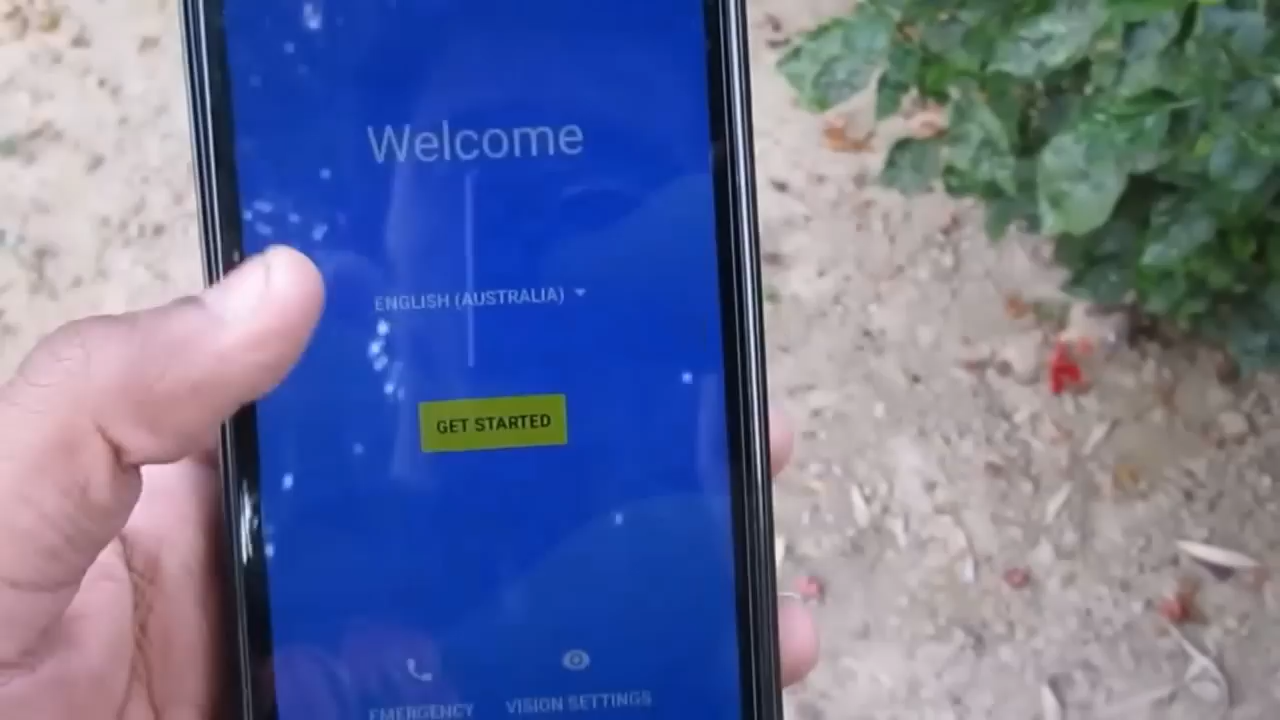 Welcome
ENGLISH (AUSTRALIA)
GET STARTED
EMERGENCY
VISION SETTINGS